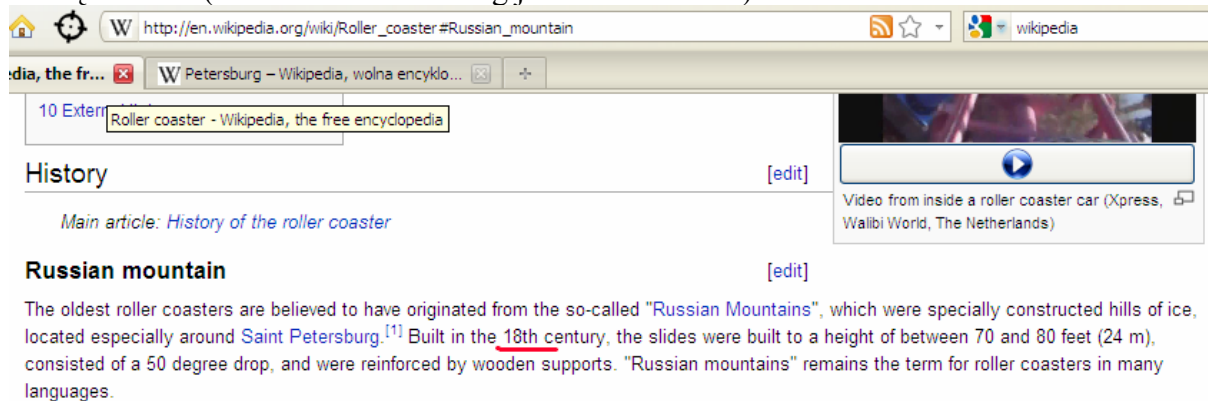 http://en.wikipedia.org/wiki/Roller_coaster#Russian_mountain
wikipedia
dia, the fr...
Petersburg – Wikipedia, wolna encyklo...
10 Extern
Roller coaster - Wikipedia, the free encyclopedia
History
[edit]
Video from inside a roller coaster car (Xpress,
Walibi World, The Netherlands)
Main article: History of the roller coaster
Russian mountain
[edit]
The oldest roller coasters are believed to have originated from the so-called "Russian Mountains", which were specially constructed hills of ice,
located especially around Saint Petersburg.[1] Built in the 18th century, the slides were built to a height of between 70 and 80 feet (24 m),
consisted of a 50 degree drop, and were reinforced by wooden supports. "Russian mountains" remains the term for roller coasters in many
languages.